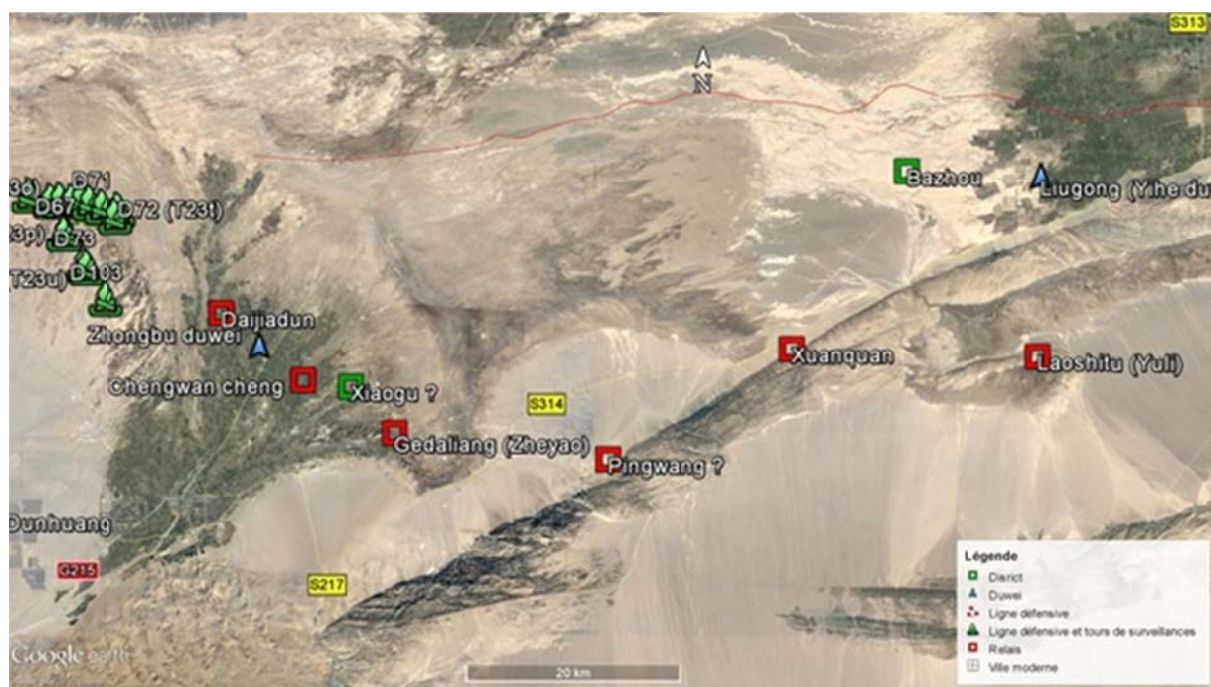 S313
N
Bazhou
Liugong (Yihe du
D71
D67
D72 (T23t)
3p)
D73
T23u)
D103
Daijiadun
Zhongbu duwei
Chengwan cheng
Xiaogu ?
Xuanquan
Laoshitu (Yuli)
S314
Gedaliang (Zheyao)
Pingwang ?
Dunhuang
G215
S217
Google earth
20 km
Légende
Disrict
Duwei
Ligne défensive
Ligne défensive et tours de surveillances
Relais
Ville moderne